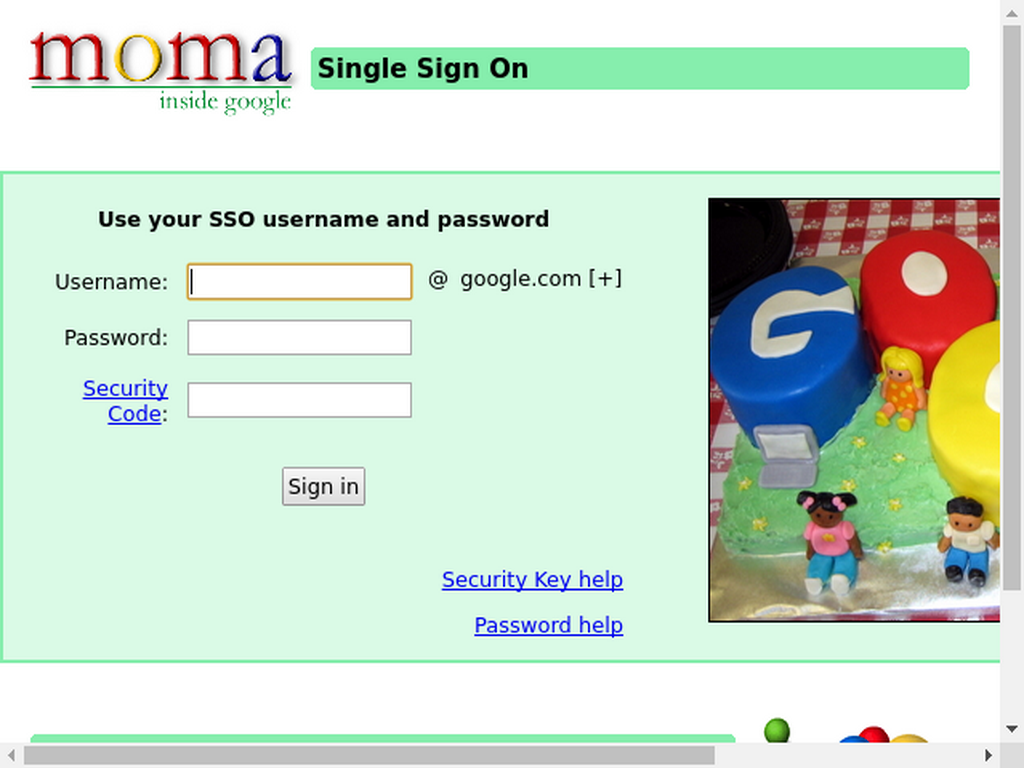 moma
inside google
Single Sign On
Use your SSO username and password
Username:
@ google.com [+]
Password:
Security
Code:
Sign in
Security Key help
Password help
G